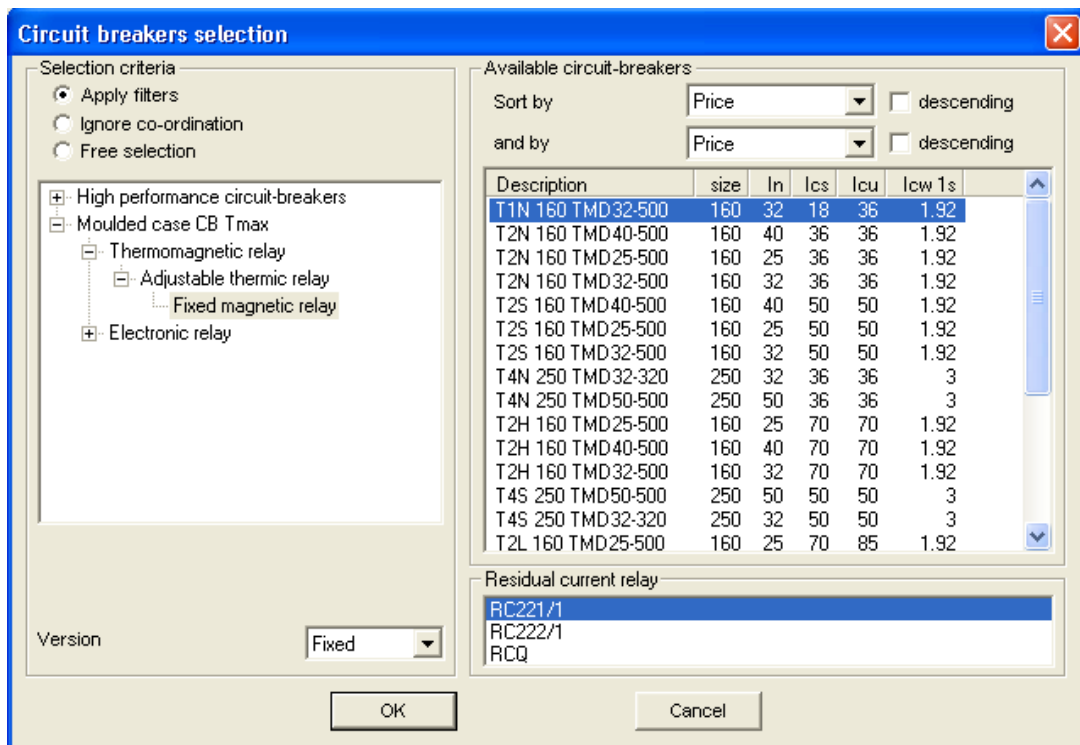 Circuit breakers selection
Selection criteria
Apply filters
Ignore co-ordination
Free selection
High performance circuit-breakers
Moulded case CB Tmax
Thermomagnetic relay
Adjustable thermic relay
Fixed magnetic relay
Electronic relay
Version Fixed
Available circuit-breakers
Sort by Price descending
and by Price descending
Description size In Ics Icu Icw 1s
T1N 160 TMD32-500 160 32 18 36 1.92
T2N 160 TMD40-500 160 40 36 36 1.92
T2N 160 TMD25-500 160 25 36 36 1.92
T2N 160 TMD32-500 160 32 36 36 1.92
T2S 160 TMD40-500 160 40 50 50 1.92
T2S 160 TMD25-500 160 25 50 50 1.92
T2S 160 TMD32-500 160 32 50 50 1.92
T4N 250 TMD32-320 250 32 36 36 3
T4N 250 TMD50-500 250 50 36 36 3
T2H 160 TMD25-500 160 25 70 70 1.92
T2H 160 TMD40-500 160 40 70 70 1.92
T2H 160 TMD32-500 160 32 70 70 1.92
T4S 250 TMD50-500 250 50 50 50 3
T4S 250 TMD32-320 250 32 50 50 3
T2L 160 TMD25-500 160 25 70 85 1.92
Residual current relay
RC221/1
RC222/1
RCQ
OK Cancel